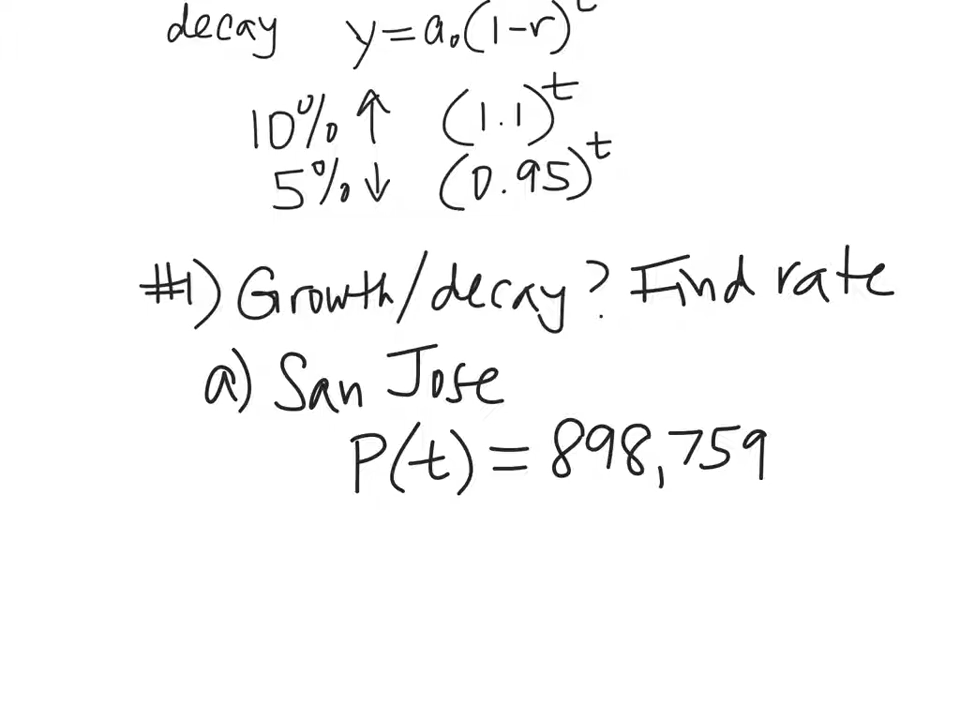 decay y=a₀(1-r)ᵗ
10%↑ (1.1)ᵗ
5%↓ (0.95)ᵗ
#1) Growth/decay? Find rate
a) San Jose
P(t) = 898,759